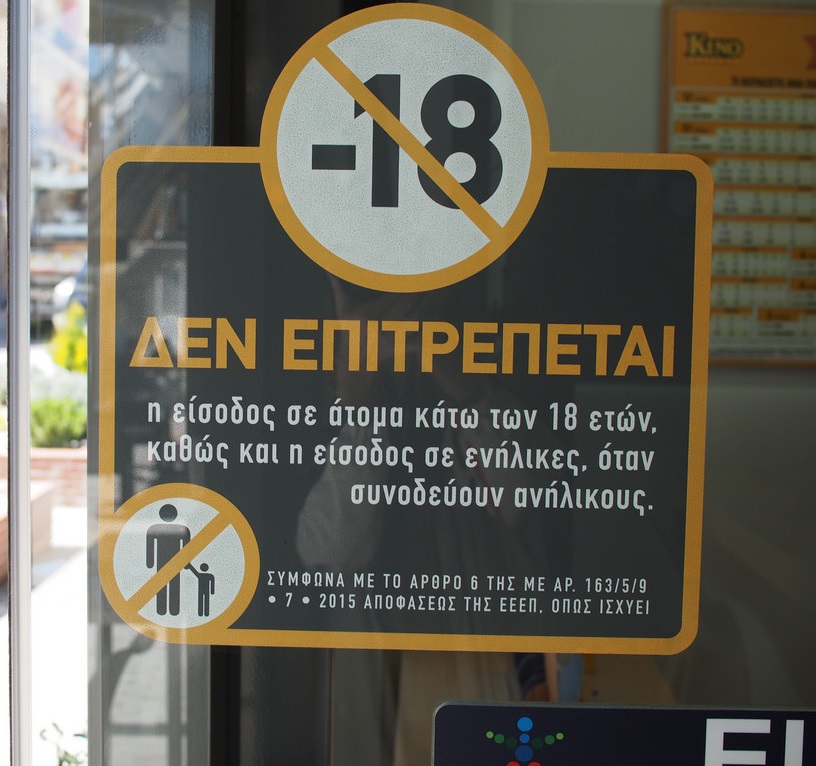 -18
ΔΕΝ ΕΠΙΤΡΕΠΕΤΑΙ
η είσοδος σε άτομα κάτω των 18 ετών,
καθώς και η είσοδος σε ενήλικες, όταν
συνοδεύουν ανήλικους.
ΣΥΜΦΩΝΑ ΜΕ ΤΟ ΑΡΘΡΟ 6 ΤΗΣ ΜΕ ΑΡ. 163/5/9
• 7 • 2015 ΑΠΟΦΑΣΕΩΣ ΤΗΣ ΕΕΕΠ, ΟΠΩΣ ΙΣΧΥΕΙ
KINO